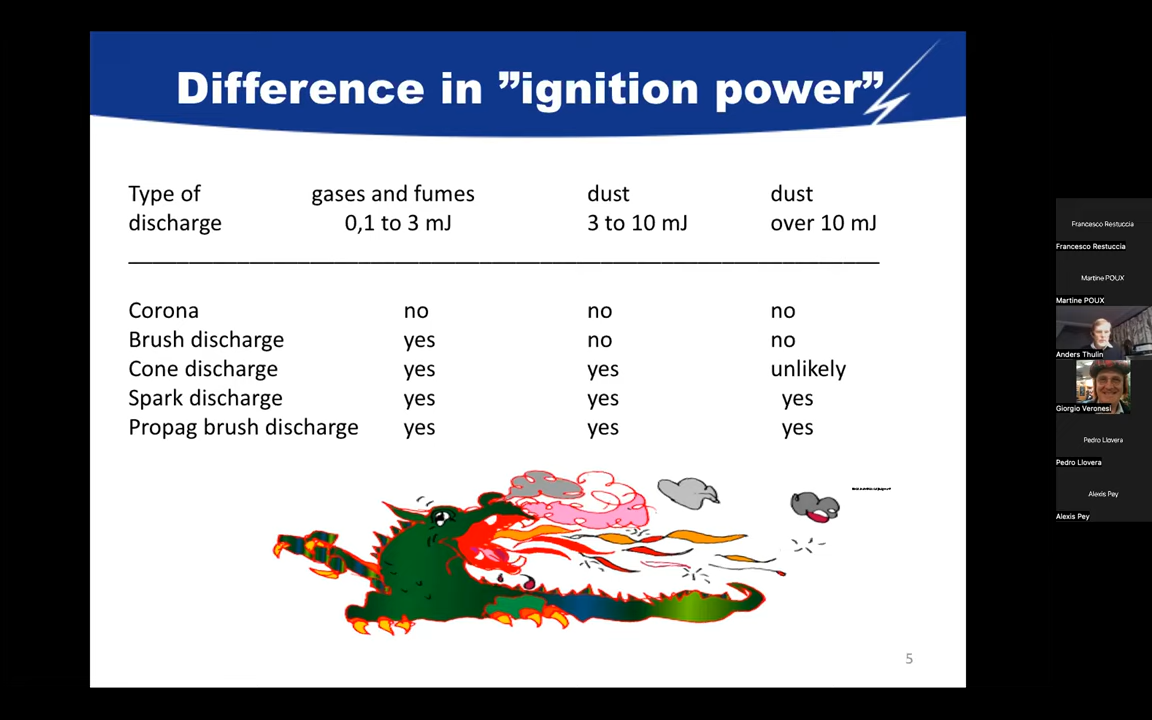 Difference in ”ignition power”
Type of gases and fumes dust dust
discharge 0,1 to 3 mJ 3 to 10 mJ over 10 mJ
Corona no no no
Brush discharge yes no no
Cone discharge yes yes unlikely
Spark discharge yes yes yes
Propag brush discharge yes yes yes
5
Francesco Restuccia
Francesco Restuccia
Martine POUX
Martine POUX
Anders Thulin
Giorgio Veronesi
Pedro Llovera
Pedro Llovera
Alexis Pey
Alexis Pey